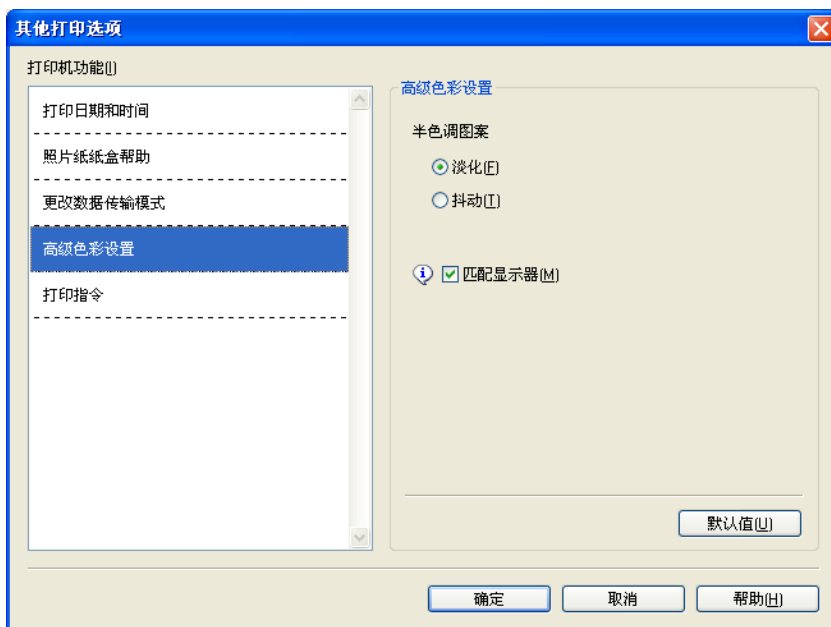 其他打印选项
打印机功能(I)
打印日期和时间
照片纸纸盒帮助
更改数据传输模式
高级色彩设置
打印指令
高级色彩设置
半色调图案
淡化(F)
抖动(T)
匹配显示器(M)
默认值(U)
确定
取消
帮助(H)